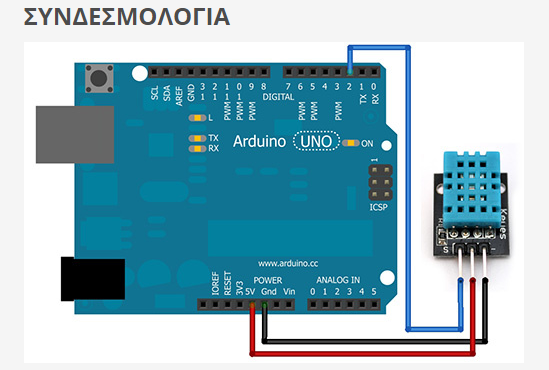 ΣΥΝΔΕΣΜΟΛΟΓΙΑ
SCL SDA AREF GND 13 12 11 10 9 8 7 6 5 4 3 2 1 0
PWM PWM PWM PWM PWM PWM TX RX
DIGITAL
L
TX
RX
Arduino UNO ON
1
ICSP
Keyes
S
www.arduino.cc
POWER ANALOG IN
IOREF RESET 3V3 5V Gnd Vin 0 1 2 3 4 5